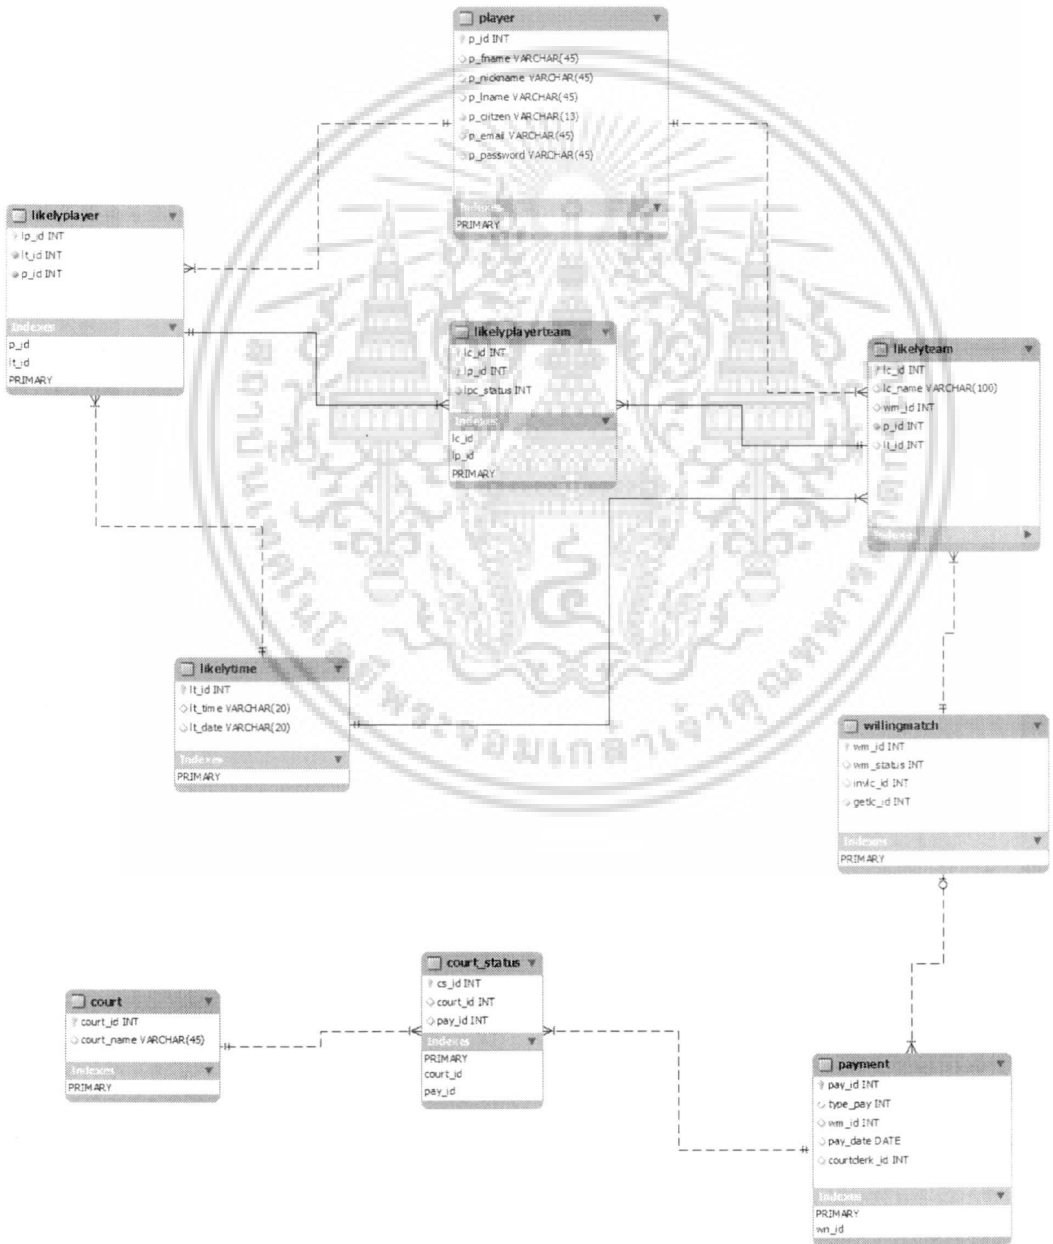 player
p_id INT
p_fname VARCHAR(45)
p_nickname VARCHAR(45)
p_lname VARCHAR(45)
p_citzen VARCHAR(13)
p_email VARCHAR(45)
p_password VARCHAR(45)
Indexes
PRIMARY
likelyplayer
lp_id INT
lt_id INT
p_id INT
Indexes
p_id
lt_id
PRIMARY
likelyplayerteam
lc_id INT
lp_id INT
lpc_status INT
Indexes
lc_id
lp_id
PRIMARY
likelyteam
lc_id INT
lc_name VARCHAR(100)
wm_id INT
p_id INT
lt_id INT
Indexes
likelytime
lt_id INT
lt_time VARCHAR(20)
lt_date VARCHAR(20)
Indexes
PRIMARY
willingmatch
wm_id INT
wm_status INT
invlc_id INT
getlc_id INT
Indexes
PRIMARY
court
court_id INT
court_name VARCHAR(45)
Indexes
PRIMARY
court_status
cs_id INT
court_id INT
pay_id INT
Indexes
PRIMARY
court_id
pay_id
payment
pay_id INT
type_pay INT
wm_id INT
pay_date DATE
courtclerk_id INT
Indexes
PRIMARY
wn_id